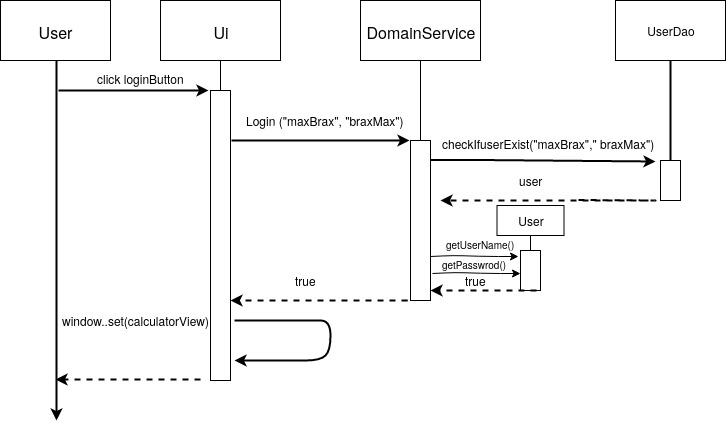 User
Ui
DomainService
UserDao
click loginButton
Login ("maxBrax", "braxMax")
checkIfuserExist("maxBrax"," braxMax")
user
User
getUserName()
getPasswrod()
true
true
window..set(calculatorView)